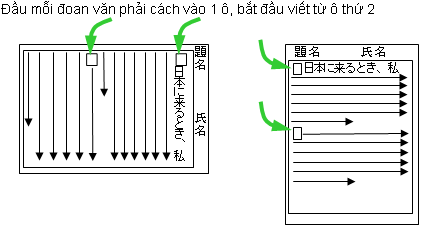 Đầu mỗi đoan văn phải cách vào 1 ô, bắt đầu viết từ ô thứ 2
題名 氏名
日本に来るとき、私
題名 氏名
日本に来るとき、私